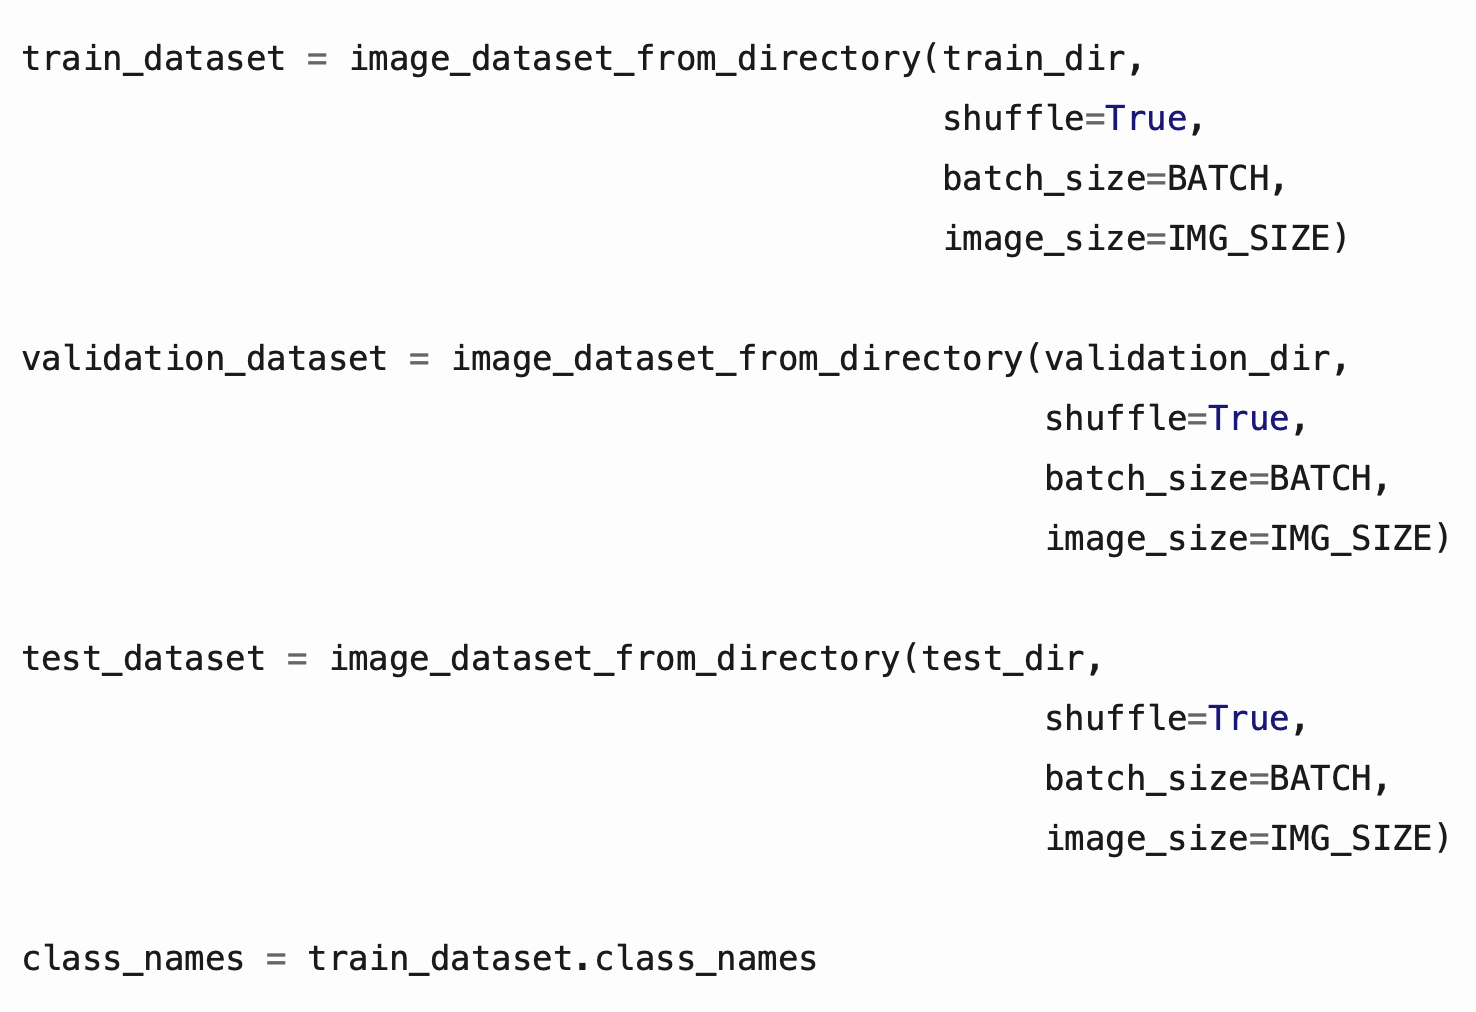 train_dataset = image_dataset_from_directory(train_dir,
                                             shuffle=True,
                                             batch_size=BATCH,
                                             image_size=IMG_SIZE)

validation_dataset = image_dataset_from_directory(validation_dir,
                                                  shuffle=True,
                                                  batch_size=BATCH,
                                                  image_size=IMG_SIZE)

test_dataset = image_dataset_from_directory(test_dir,
                                                  shuffle=True,
                                                  batch_size=BATCH,
                                                  image_size=IMG_SIZE)

class_names = train_dataset.class_names